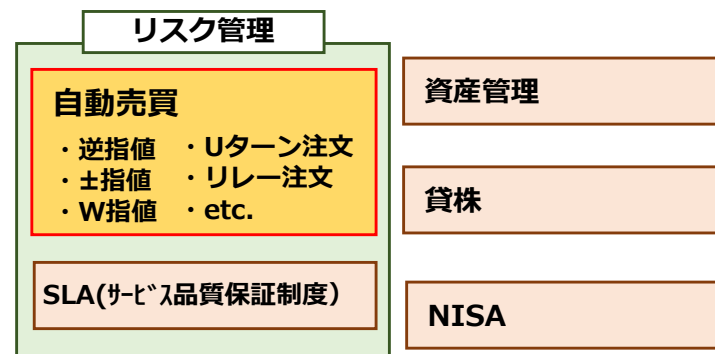 リスク管理
自動売買
・逆指値 ・Uターン注文
・±指値 ・リレー注文
・W指値 ・etc.
SLA(ｻｰﾋﾞｽ品質保証制度）
資産管理
貸株
NISA